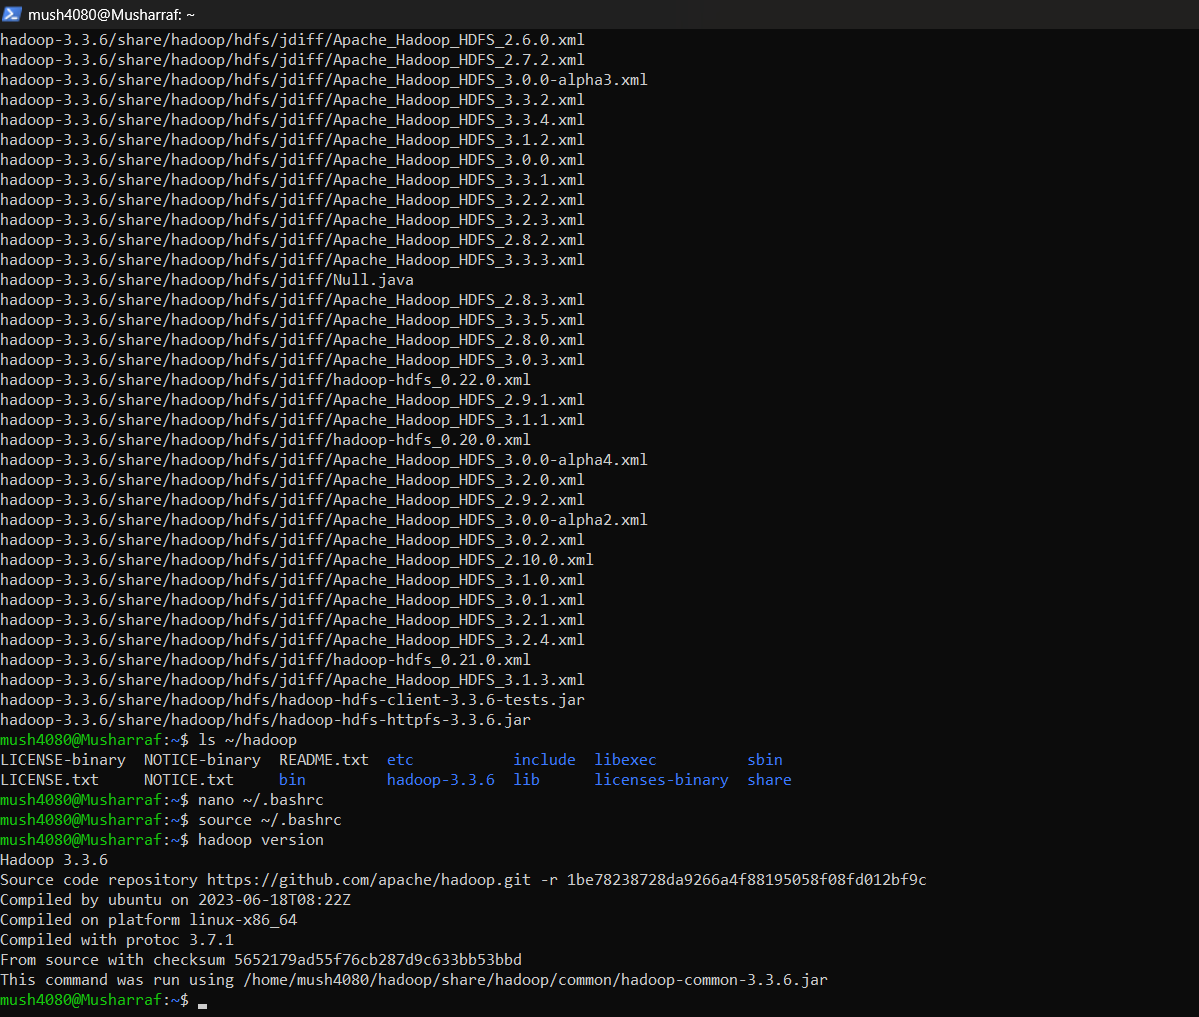 mush4080@Musharraf: ~
hadoop-3.3.6/share/hadoop/hdfs/jdiff/Apache_Hadoop_HDFS_2.6.0.xml
hadoop-3.3.6/share/hadoop/hdfs/jdiff/Apache_Hadoop_HDFS_2.7.2.xml
hadoop-3.3.6/share/hadoop/hdfs/jdiff/Apache_Hadoop_HDFS_3.0.0-alpha3.xml
hadoop-3.3.6/share/hadoop/hdfs/jdiff/Apache_Hadoop_HDFS_3.3.2.xml
hadoop-3.3.6/share/hadoop/hdfs/jdiff/Apache_Hadoop_HDFS_3.3.4.xml
hadoop-3.3.6/share/hadoop/hdfs/jdiff/Apache_Hadoop_HDFS_3.1.2.xml
hadoop-3.3.6/share/hadoop/hdfs/jdiff/Apache_Hadoop_HDFS_3.0.0.xml
hadoop-3.3.6/share/hadoop/hdfs/jdiff/Apache_Hadoop_HDFS_3.3.1.xml
hadoop-3.3.6/share/hadoop/hdfs/jdiff/Apache_Hadoop_HDFS_3.2.2.xml
hadoop-3.3.6/share/hadoop/hdfs/jdiff/Apache_Hadoop_HDFS_3.2.3.xml
hadoop-3.3.6/share/hadoop/hdfs/jdiff/Apache_Hadoop_HDFS_2.8.2.xml
hadoop-3.3.6/share/hadoop/hdfs/jdiff/Apache_Hadoop_HDFS_3.3.3.xml
hadoop-3.3.6/share/hadoop/hdfs/jdiff/Null.java
hadoop-3.3.6/share/hadoop/hdfs/jdiff/Apache_Hadoop_HDFS_2.8.3.xml
hadoop-3.3.6/share/hadoop/hdfs/jdiff/Apache_Hadoop_HDFS_3.3.5.xml
hadoop-3.3.6/share/hadoop/hdfs/jdiff/Apache_Hadoop_HDFS_2.8.0.xml
hadoop-3.3.6/share/hadoop/hdfs/jdiff/Apache_Hadoop_HDFS_3.0.3.xml
hadoop-3.3.6/share/hadoop/hdfs/jdiff/hadoop-hdfs_0.22.0.xml
hadoop-3.3.6/share/hadoop/hdfs/jdiff/Apache_Hadoop_HDFS_2.9.1.xml
hadoop-3.3.6/share/hadoop/hdfs/jdiff/Apache_Hadoop_HDFS_3.1.1.xml
hadoop-3.3.6/share/hadoop/hdfs/jdiff/hadoop-hdfs_0.20.0.xml
hadoop-3.3.6/share/hadoop/hdfs/jdiff/Apache_Hadoop_HDFS_3.0.0-alpha4.xml
hadoop-3.3.6/share/hadoop/hdfs/jdiff/Apache_Hadoop_HDFS_3.2.0.xml
hadoop-3.3.6/share/hadoop/hdfs/jdiff/Apache_Hadoop_HDFS_2.9.2.xml
hadoop-3.3.6/share/hadoop/hdfs/jdiff/Apache_Hadoop_HDFS_3.0.0-alpha2.xml
hadoop-3.3.6/share/hadoop/hdfs/jdiff/Apache_Hadoop_HDFS_3.0.2.xml
hadoop-3.3.6/share/hadoop/hdfs/jdiff/Apache_Hadoop_HDFS_2.10.0.xml
hadoop-3.3.6/share/hadoop/hdfs/jdiff/Apache_Hadoop_HDFS_3.1.0.xml
hadoop-3.3.6/share/hadoop/hdfs/jdiff/Apache_Hadoop_HDFS_3.0.1.xml
hadoop-3.3.6/share/hadoop/hdfs/jdiff/Apache_Hadoop_HDFS_3.2.1.xml
hadoop-3.3.6/share/hadoop/hdfs/jdiff/Apache_Hadoop_HDFS_3.2.4.xml
hadoop-3.3.6/share/hadoop/hdfs/jdiff/hadoop-hdfs_0.21.0.xml
hadoop-3.3.6/share/hadoop/hdfs/jdiff/Apache_Hadoop_HDFS_3.1.3.xml
hadoop-3.3.6/share/hadoop/hdfs/hadoop-hdfs-client-3.3.6-tests.jar
hadoop-3.3.6/share/hadoop/hdfs/hadoop-hdfs-httpfs-3.3.6.jar
mush4080@Musharraf:~$ ls ~/hadoop
LICENSE-binary  NOTICE-binary  README.txt  etc           include  libexec          sbin
LICENSE.txt     NOTICE.txt     bin         hadoop-3.3.6  lib      licenses-binary  share
mush4080@Musharraf:~$ nano ~/.bashrc
mush4080@Musharraf:~$ source ~/.bashrc
mush4080@Musharraf:~$ hadoop version
Hadoop 3.3.6
Source code repository https://github.com/apache/hadoop.git -r 1be78238728da9266a4f88195058f08fd012bf9c
Compiled by ubuntu on 2023-06-18T08:22Z
Compiled on platform linux-x86_64
Compiled with protoc 3.7.1
From source with checksum 5652179ad55f76cb287d9c633bb53bbd
This command was run using /home/mush4080/hadoop/share/hadoop/common/hadoop-common-3.3.6.jar
mush4080@Musharraf:~$